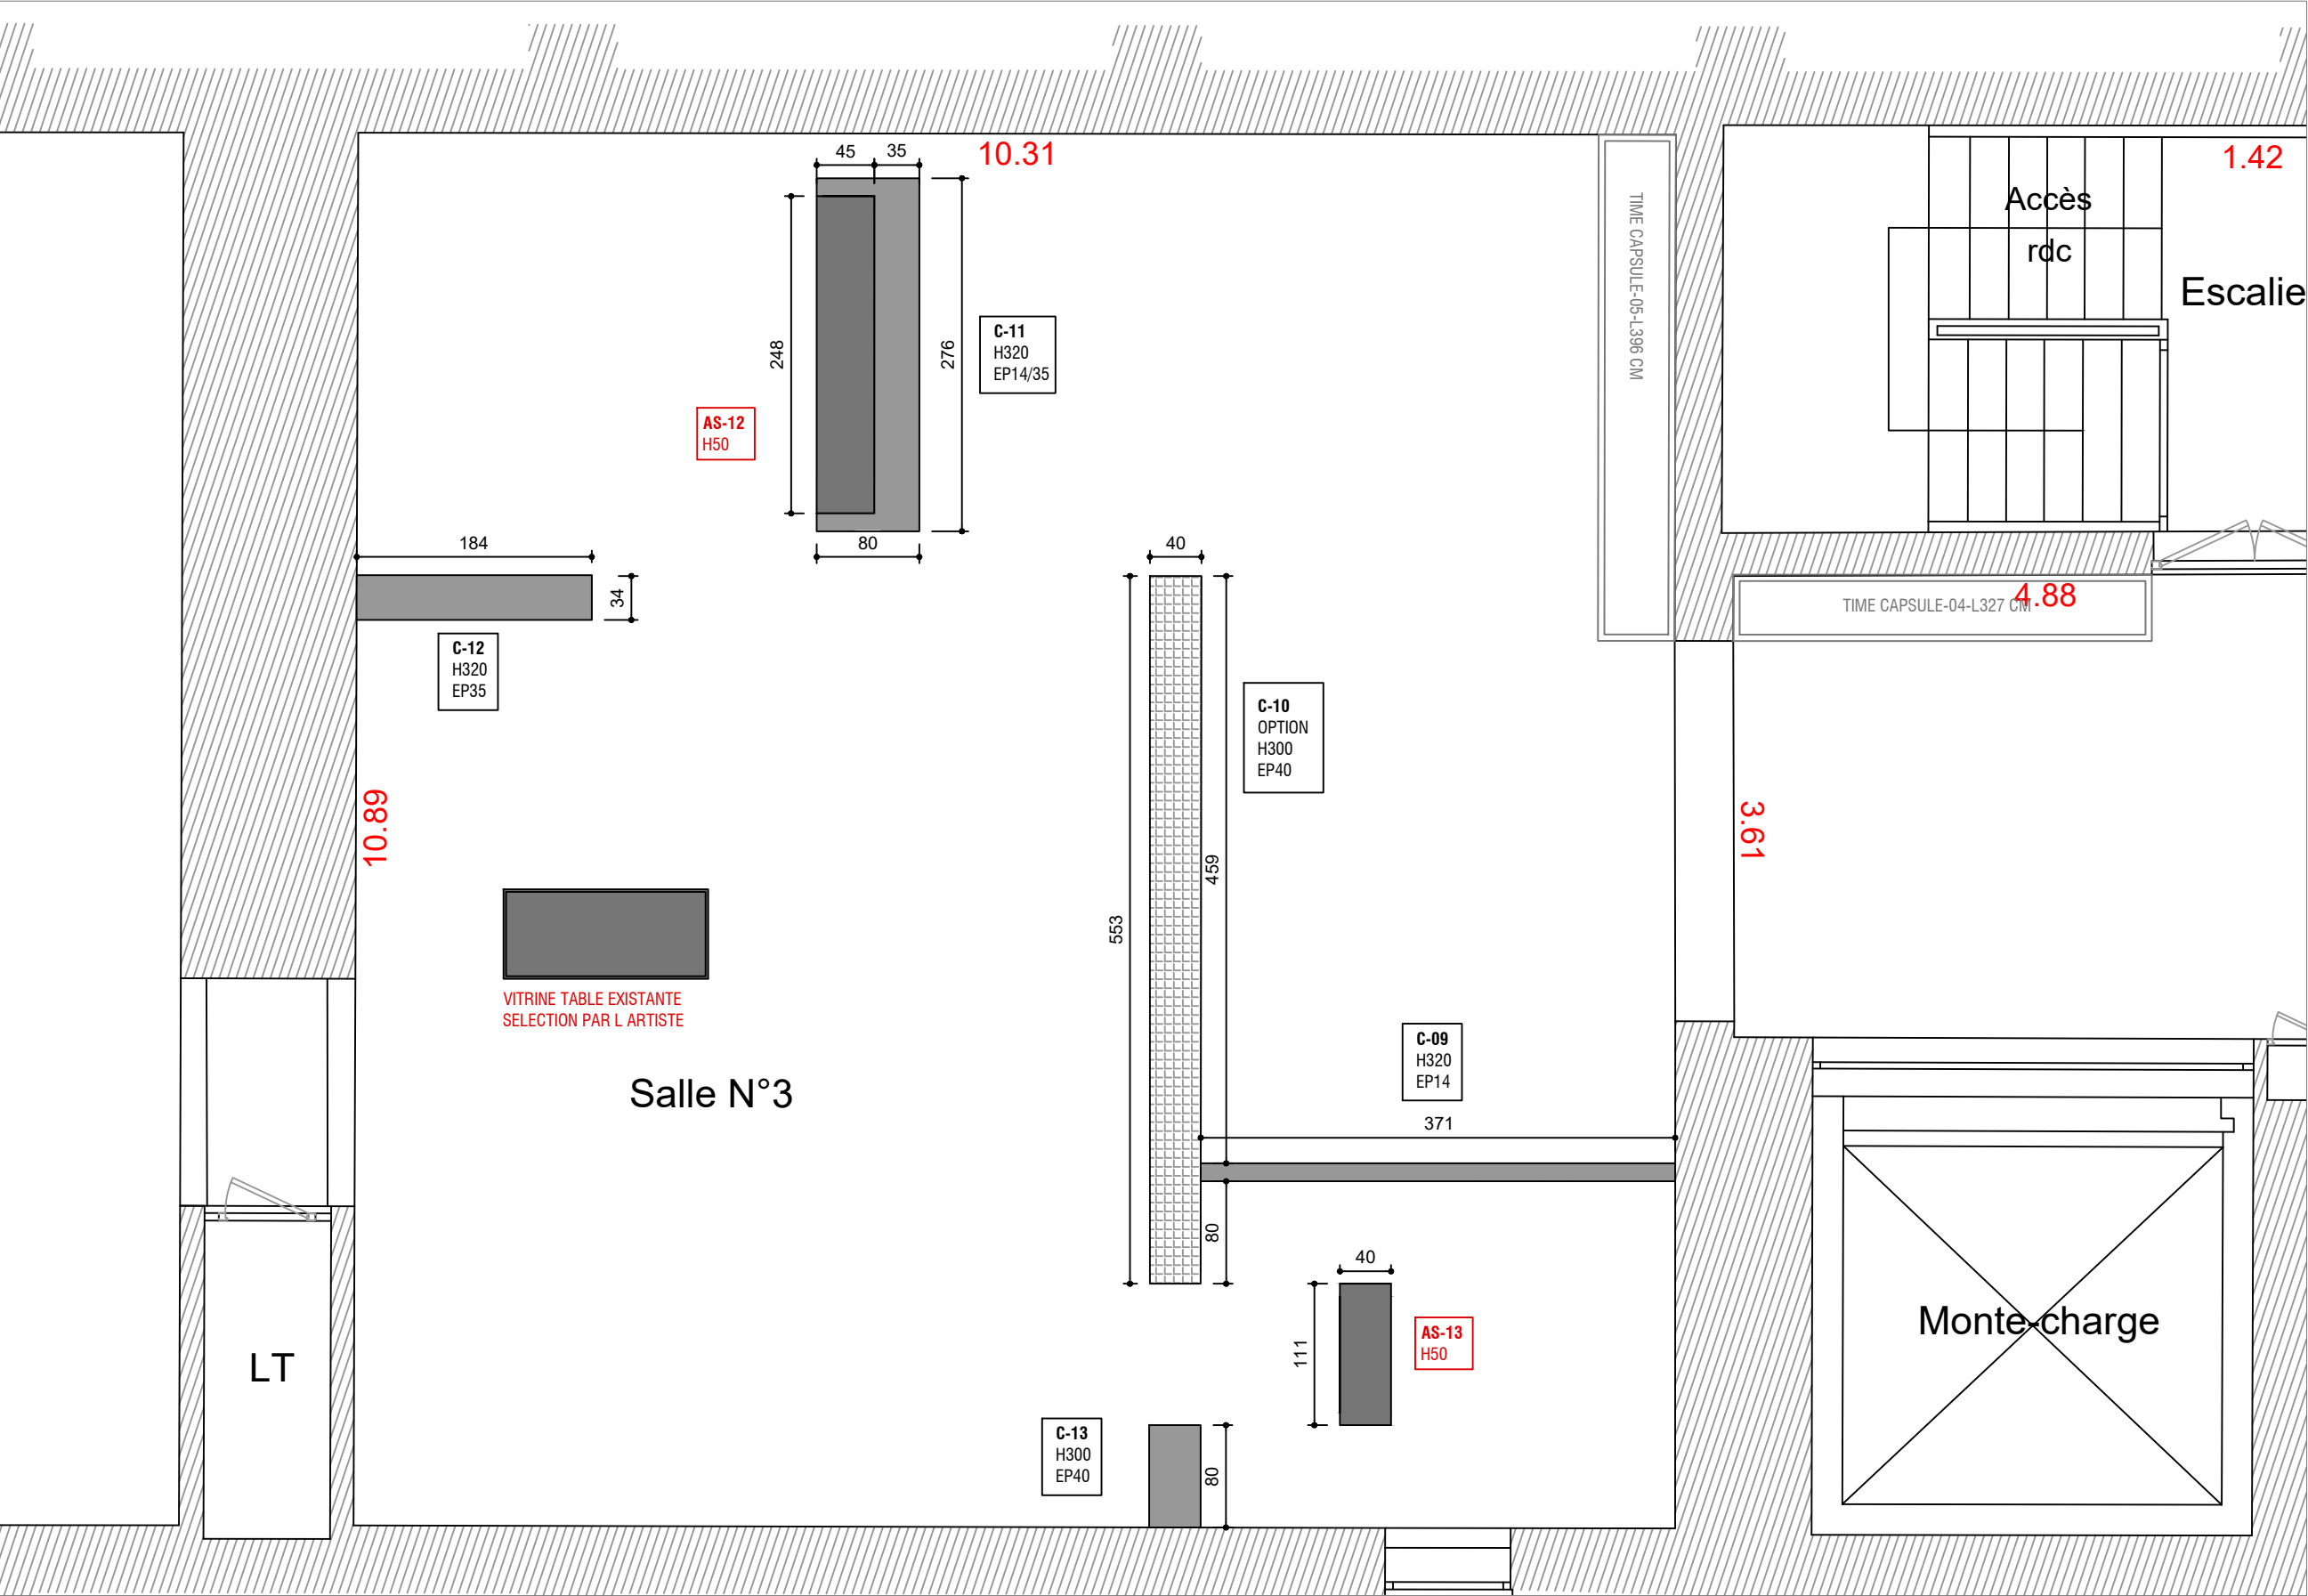 45
35
10.31
1.42
Accès
rdc
Escalie
TIME CAPSULE-05-L396 CM
248
276
C-11
H320
EP14/35
AS-12
H50
80
184
34
40
TIME CAPSULE-04-L327 CM
4.88
C-12
H320
EP35
C-10
OPTION
H300
EP40
10.89
3.61
459
553
VITRINE TABLE EXISTANTE
SELECTION PAR L ARTISTE
C-09
H320
EP14
Salle N°3
371
80
40
111
AS-13
H50
Monte-charge
LT
C-13
H300
EP40
80